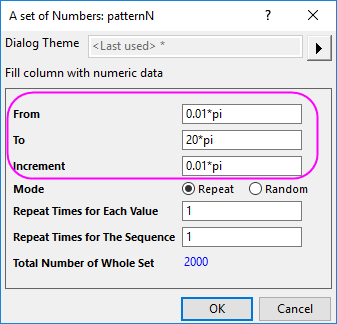 A set of Numbers: patternN
Dialog Theme <Last used> *
Fill column with numeric data
From 0.01*pi
To 20*pi
Increment 0.01*pi
Mode Repeat Random
Repeat Times for Each Value 1
Repeat Times for The Sequence 1
Total Number of Whole Set 2000
OK Cancel